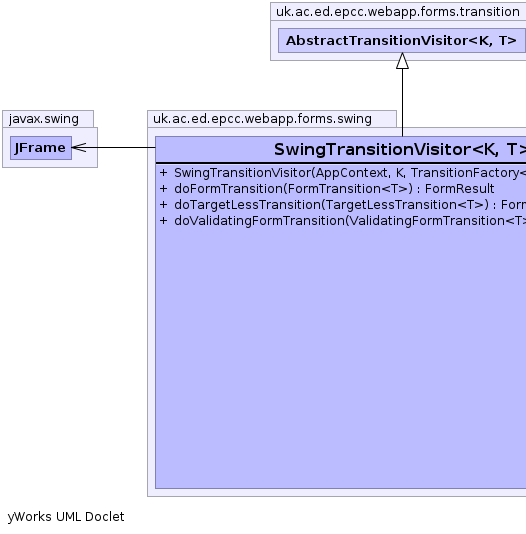 uk.ac.ed.epcc.webapp.forms.transition
AbstractTransitionVisitor<K, T>
javax.swing
JFrame
uk.ac.ed.epcc.webapp.forms.swing
SwingTransitionVisitor<K, T>
+ SwingTransitionVisitor(AppContext, K, TransitionFactory<
+ doFormTransition(FormTransition<T>) : FormResult
+ doTargetLessTransition(TargetLessTransition<T>) : Form
+ doValidatingFormTransition(ValidatingFormTransition<T>
yWorks UML Doclet